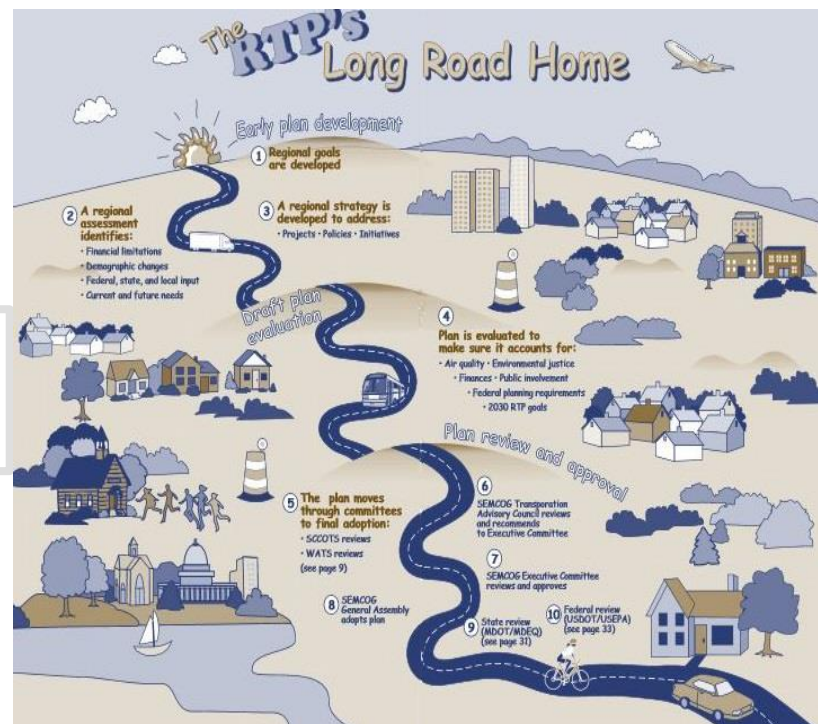 The RTP's
Long Road Home
Early plan development
1 Regional goals
are developed
2 A regional
assessment
identifies:
• Financial limitations
• Demographic changes
• Federal, state, and local input
• Current and future needs
3 A regional strategy is
developed to address:
• Projects • Policies • Initiatives
Draft plan
evaluation
4
Plan is evaluated to
make sure it accounts for:
• Air quality • Environmental justice
• Finances • Public involvement
• Federal planning requirements
• 2030 RTP goals
Plan review and approval
5 The plan moves
through committees
to final adoption:
• SCCOTS reviews
• WATS reviews
(see page 9)
6
SEMCOG Transporation
Advisory Council reviews
and recommends
to Executive Committee
7
SEMCOG Executive Committee
reviews and approves
8 SEMCOG
General Assembly
adopts plan
9 State review
(MDOT/MDEQ)
(see page 31)
10 Federal review
(USDOT/USEPA)
(see page 33)